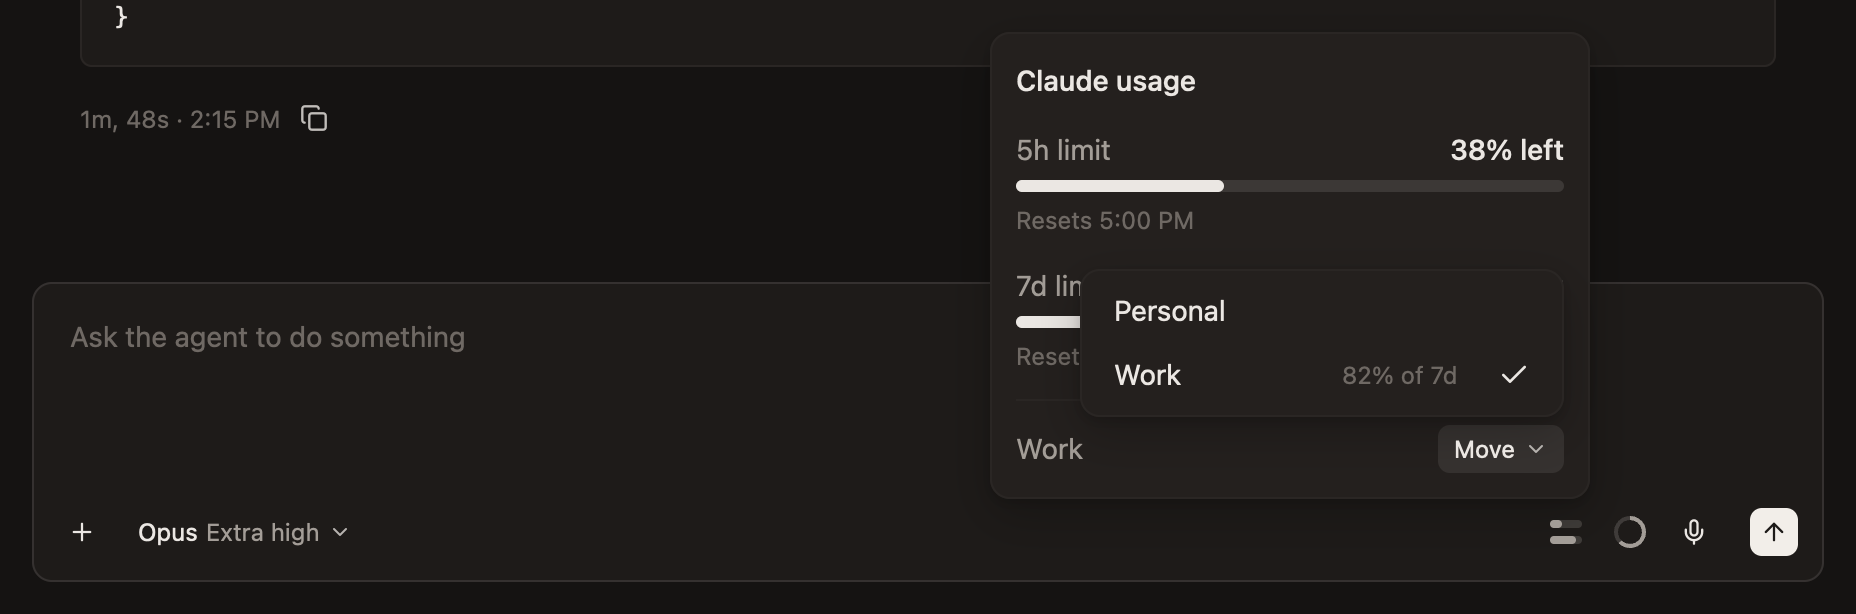 }
1m, 48s · 2:15 PM
Claude usage
5h limit 38% left
Resets 5:00 PM
7d
Personal
Work 82% of 7d
Work Move
Ask the agent to do something
Opus Extra high